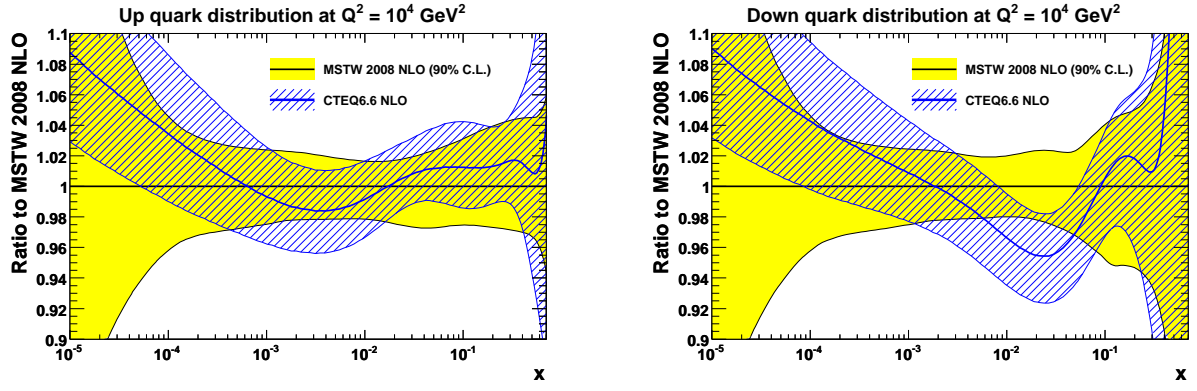 Up quark distribution at Q² = 10⁴ GeV²
Ratio to MSTW 2008 NLO
1.1
1.08
1.06
1.04
1.02
1
0.98
0.96
0.94
0.92
0.9
MSTW 2008 NLO (90% C.L.)
CTEQ6.6 NLO
10⁻⁵ 10⁻⁴ 10⁻³ 10⁻² 10⁻¹
x
Down quark distribution at Q² = 10⁴ GeV²
Ratio to MSTW 2008 NLO
1.1
1.08
1.06
1.04
1.02
1
0.98
0.96
0.94
0.92
0.9
MSTW 2008 NLO (90% C.L.)
CTEQ6.6 NLO
10⁻⁵ 10⁻⁴ 10⁻³ 10⁻² 10⁻¹
x